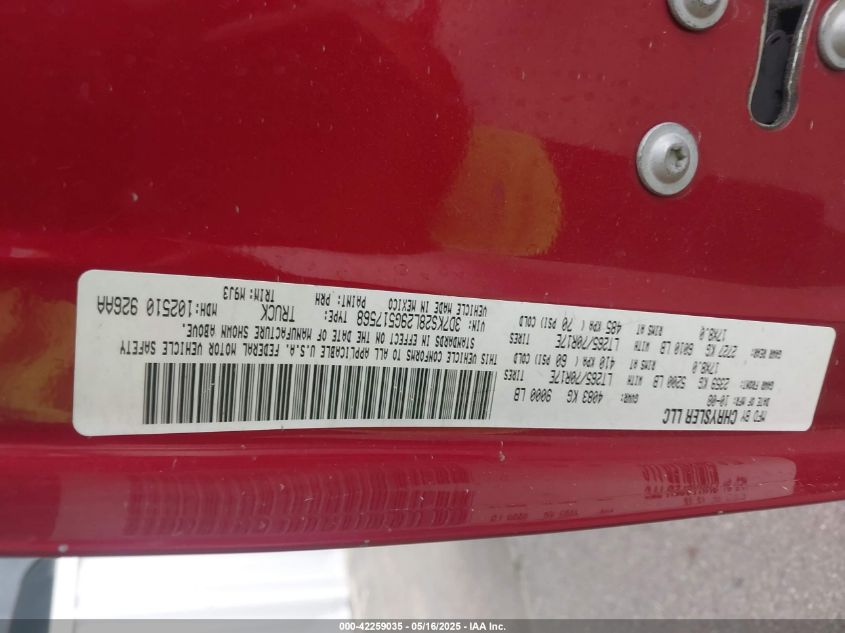 MFD BY CHRYSLER LLC
DATE OF MFD: 10-08 GVWR: 4083 KG 9000 LB
GAWR FRONT: 2359 KG 5200 LB WITH LT265/70R17E TIRES
17X8.0 RIMS AT 410 KPA (60 PSI) COLD
GAWR REAR: 2727 KG 6010 LB WITH LT265/70R17E TIRES
17X8.0 RIMS AT 485 KPA (70 PSI) COLD
THIS VEHICLE CONFORMS TO ALL APPLICABLE U.S.A. FEDERAL MOTOR VEHICLE SAFETY
STANDARDS IN EFFECT ON THE DATE OF MANUFACTURE SHOWN ABOVE.
VIN: 3D7KS28L29G517568 TYPE: TRUCK MDH: 102510 926AA
VEHICLE MADE IN MEXICO PAINT: PRH TRIM: M9J3
000-42259035 - 05/16/2025 - IAA Inc.